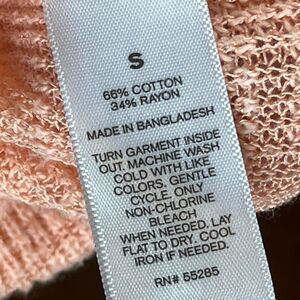 S
66% COTTON
34% RAYON
MADE IN BANGLADESH
TURN GARMENT INSIDE
OUT. MACHINE WASH
COLD WITH LIKE
COLORS. GENTLE
CYCLE. ONLY
NON-CHLORINE
BLEACH
WHEN NEEDED. LAY
FLAT TO DRY. COOL
IRON IF NEEDED.
RN# 55285